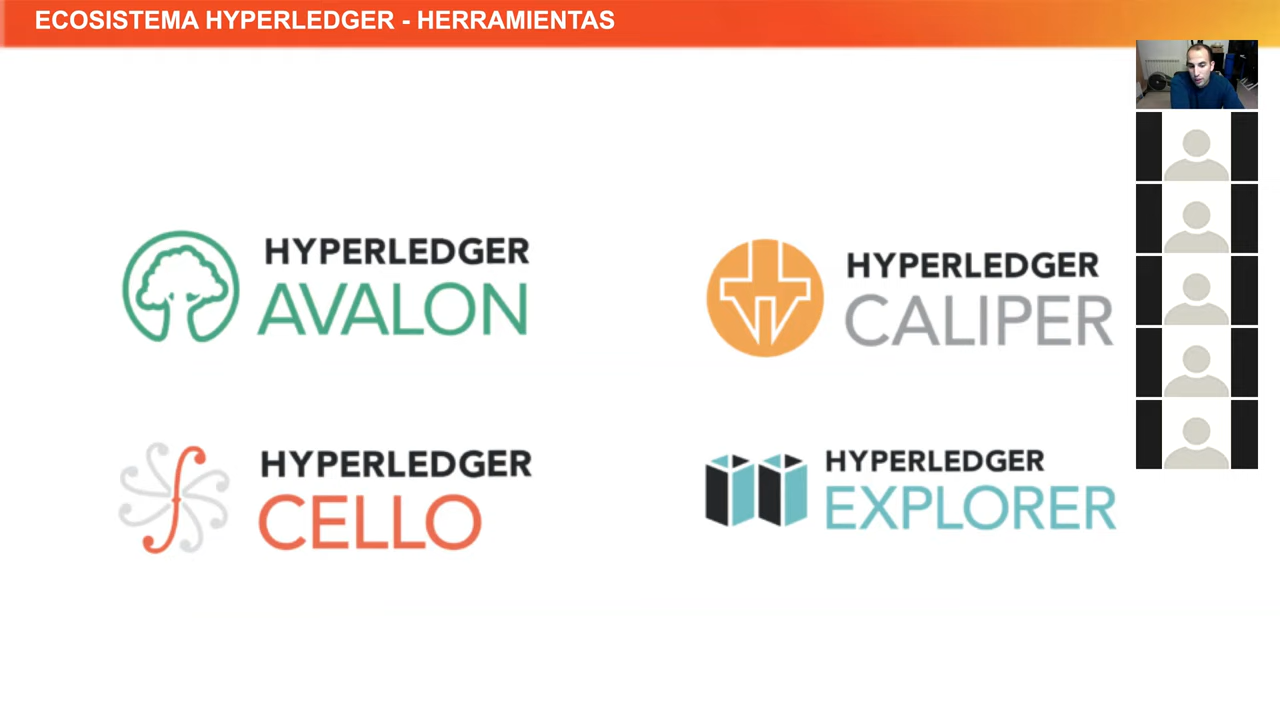 ECOSISTEMA HYPERLEDGER - HERRAMIENTAS
HYPERLEDGER
AVALON
HYPERLEDGER
CALIPER
HYPERLEDGER
CELLO
HYPERLEDGER
EXPLORER